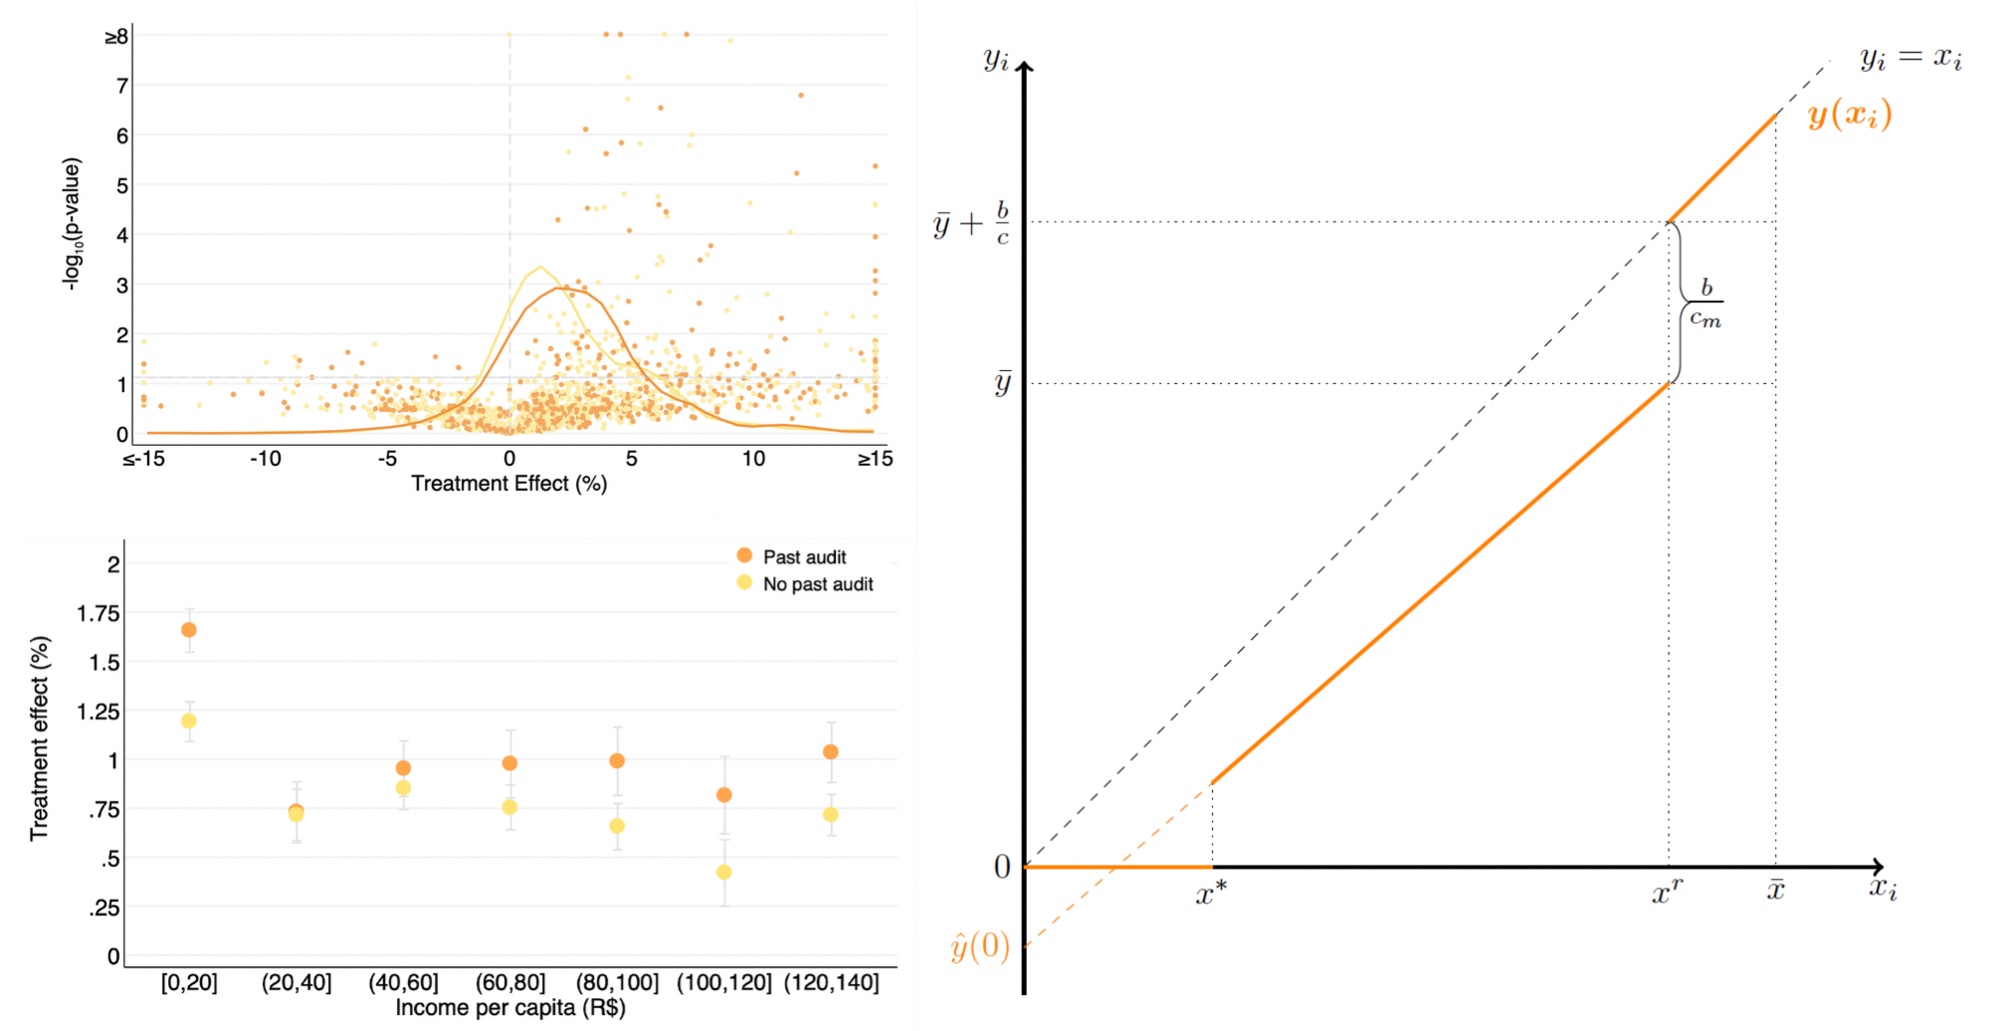 ≥8
7
6
5
4
3
2
1
0
-log₁₀(p-value)
≤-15 -10 -5 0 5 10 ≥15
Treatment Effect (%)
Past audit
No past audit
2
1.75
1.5
1.25
1
.75
.5
.25
0
Treatment effect (%)
[0,20] (20,40] (40,60] (60,80] (80,100] (100,120] (120,140]
Income per capita (R$)
yᵢ
yᵢ = xᵢ
y(xᵢ)
ȳ + b/c
b/cₘ
ȳ
0
x* xʳ x̄ xᵢ
ŷ(0)